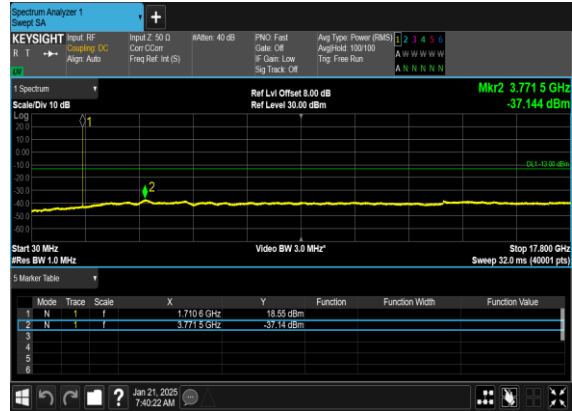 Spectrum Analyzer 1
Swept SA
+
KEYSIGHT Input: RF Input Z: 50 Ω #Atten: 40 dB PNO: Fast Avg Type: Power (RMS) 1 2 3 4 5 6
R T Coupling: DC Corr CCorr Gate: Off Avg|Hold: 100/100 A W W W W W
Align: Auto Freq Ref: Int (S) IF Gain: Low Trig: Free Run
Sig Track: Off A N N N N N
1 Spectrum Ref Lvl Offset 8.00 dB Mkr2 3.771 5 GHz
Scale/Div 10 dB Ref Level 30.00 dBm -37.144 dBm
Log
1
20.0
10.0
0.00
-10.0
DL1 -13.00 dBm
-20.0
2
-30.0
-40.0
-50.0
-60.0
Start 30 MHz Video BW 3.0 MHz* Stop 17.800 GHz
#Res BW 1.0 MHz Sweep 32.0 ms (40001 pts)
5 Marker Table
Mode Trace Scale X Y Function Function Width Function Value
1 N 1 f 1.710 6 GHz 18.55 dBm
2 N 1 f 3.771 5 GHz -37.14 dBm
3
4
5
6
? Jan 21, 2025
7:40:22 AM